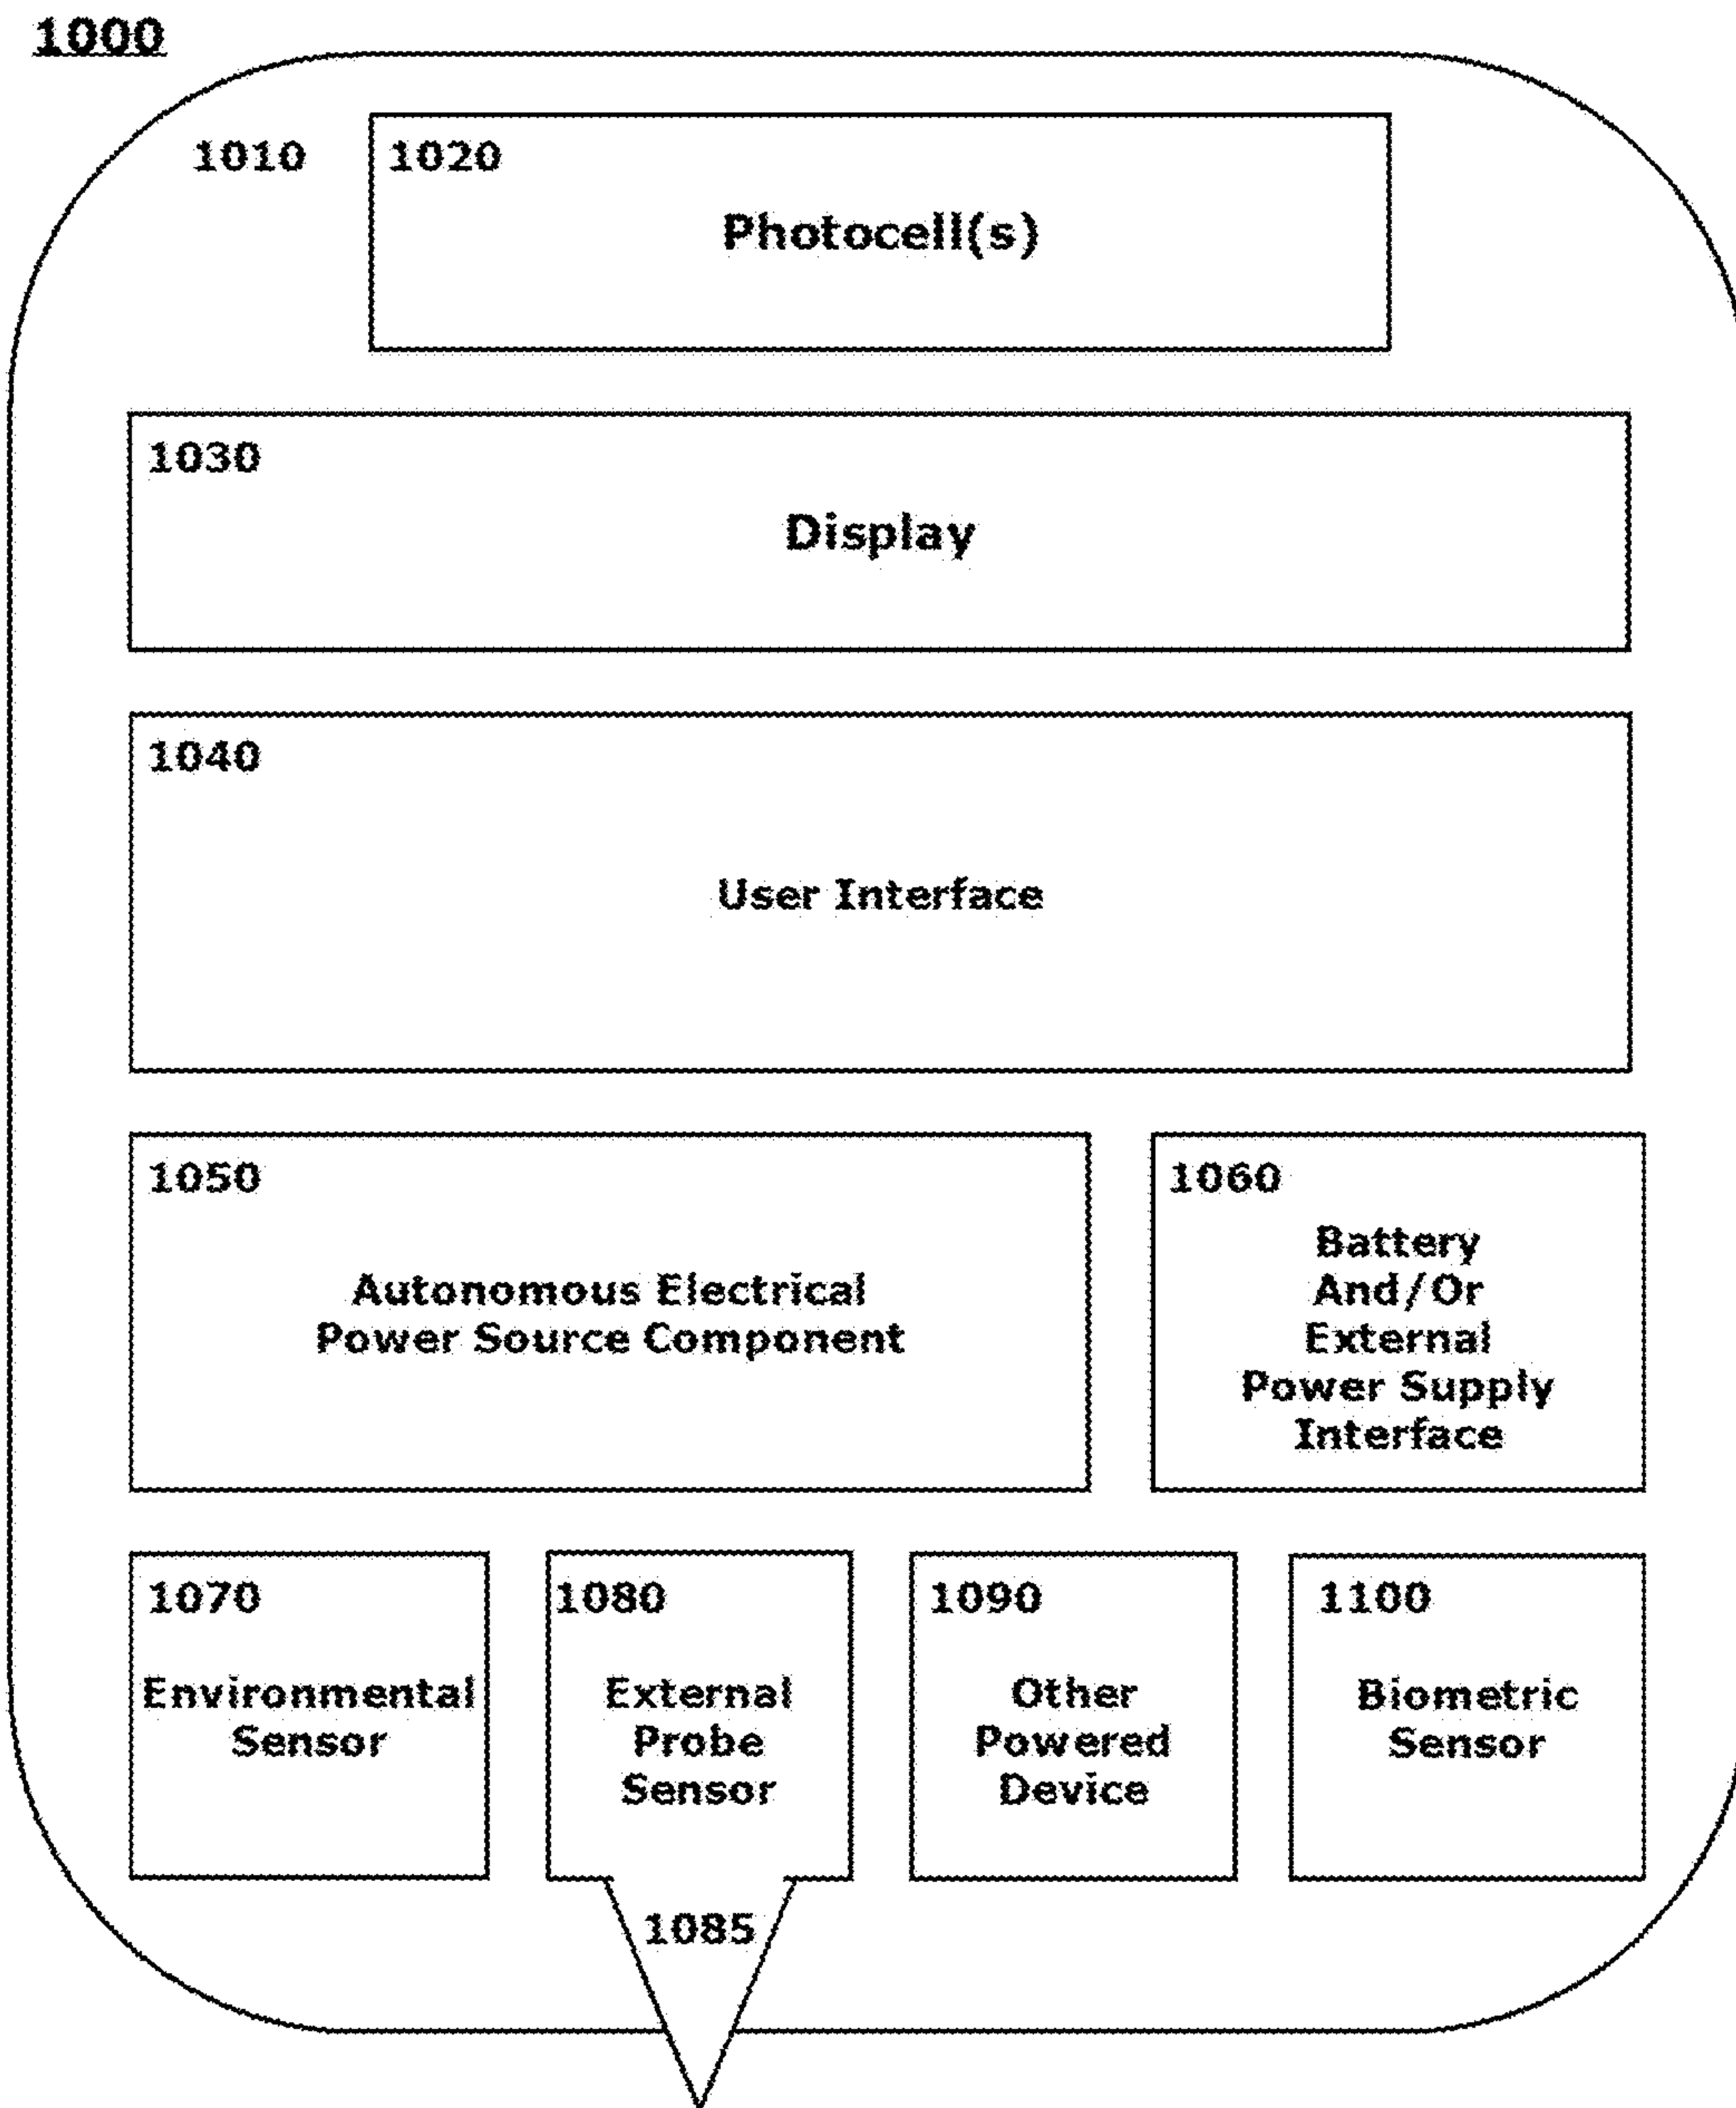 1000
1010
1020
Photocell(s)
1030
Display
1040
User Interface
1050
Autonomous Electrical
Power Source Component
1060
Battery
And/Or
External
Power Supply
Interface
1070
Environmental
Sensor
1080
External
Probe
Sensor
1085
1090
Other
Powered
Device
1100
Biometric
Sensor